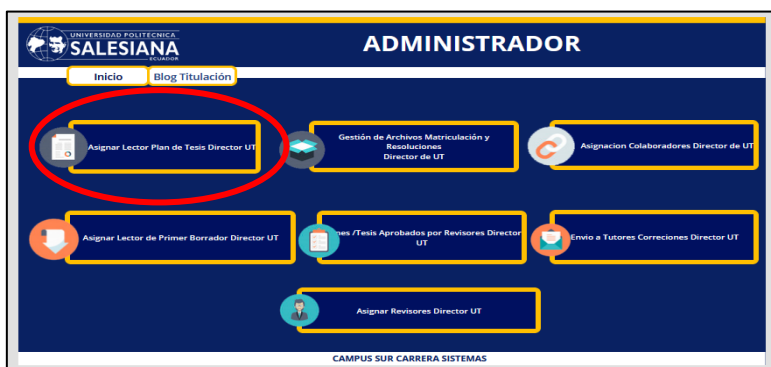 UNIVERSIDAD POLITÉCNICA
SALESIANA
ECUADOR
ADMINISTRADOR
Inicio
Blog Titulación
Asignar Lector Plan de Tesis Director UT
Gestión de Archivos Matriculación y
Resoluciones
Director de UT
Asignacion Colaboradores Director de UT
Asignar Lector de Primer Borrador Director UT
/Tesis Aprobados por Revisores Director
UT
Envio a Tutores Correciones Director UT
Asignar Revisores Director UT
CAMPUS SUR CARRERA SISTEMAS